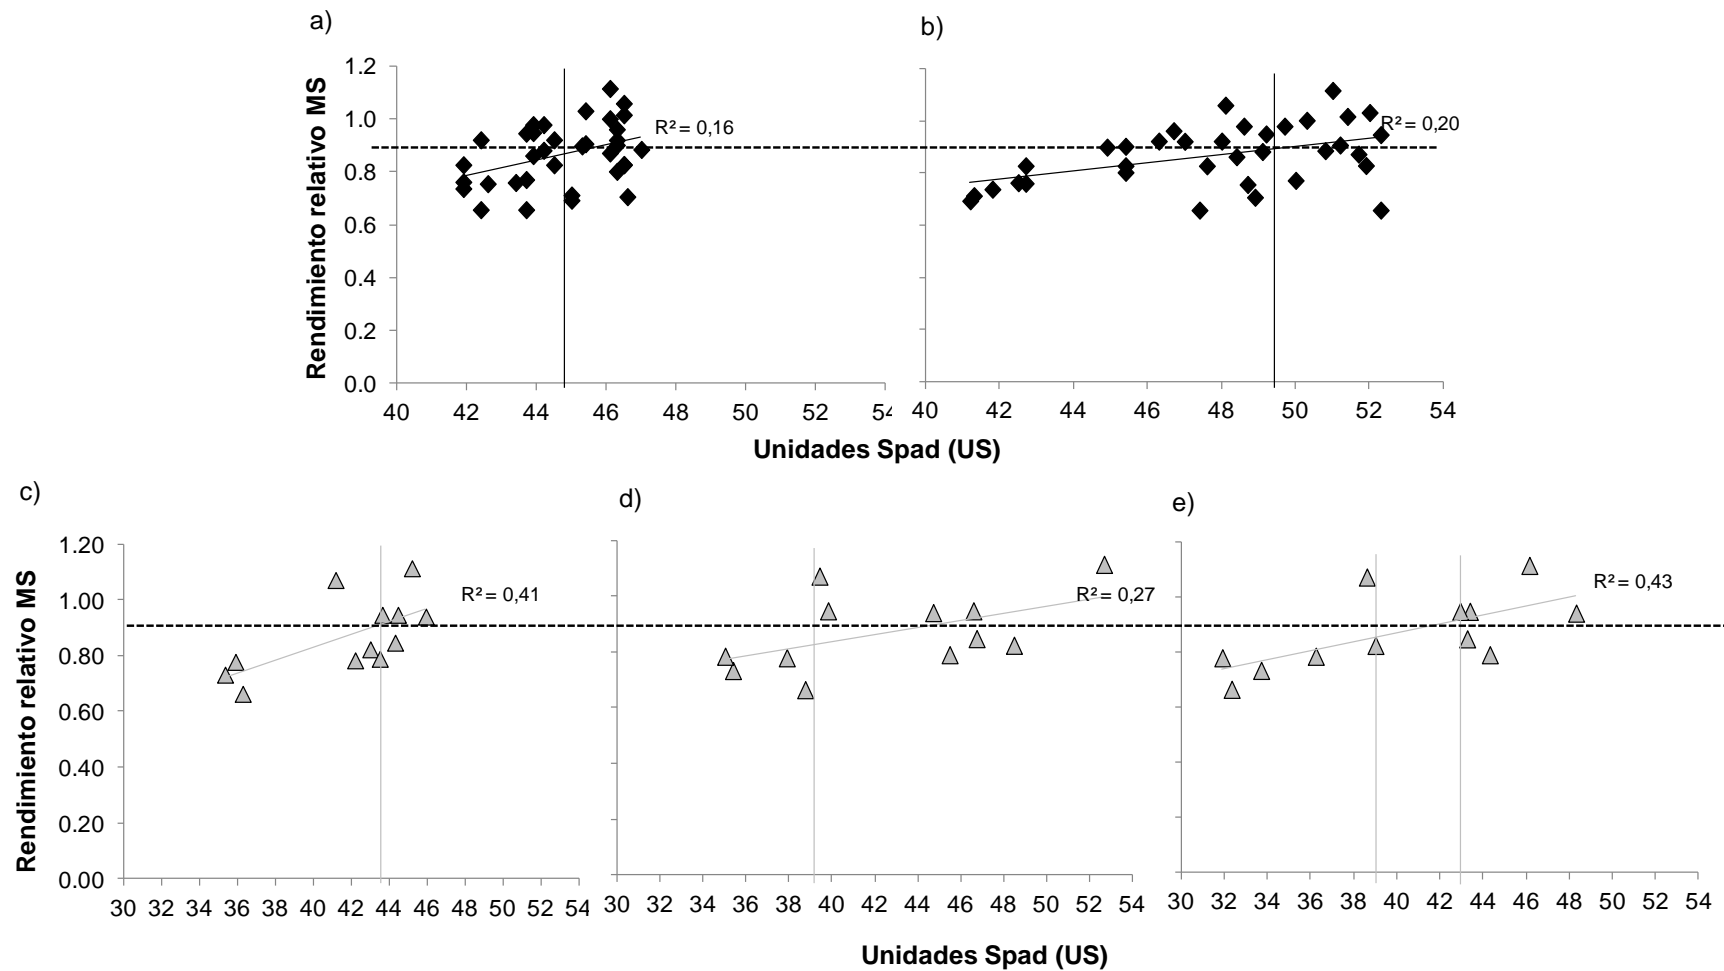 a)
b)
Rendimiento relativo MS
1.2
1.0
0.8
0.6
0.4
0.2
0.0
R² = 0,16
R² = 0,20
40 42 44 46 48 50 52 54
40 42 44 46 48 50 52 54
Unidades Spad (US)
c)
d)
e)
Rendimiento relativo MS
1.20
1.00
0.80
0.60
0.40
0.20
0.00
R² = 0,41
R² = 0,27
R² = 0,43
30 32 34 36 38 40 42 44 46 48 50 52 54
30 32 34 36 38 40 42 44 46 48 50 52 54
30 32 34 36 38 40 42 44 46 48 50 52 54
Unidades Spad (US)